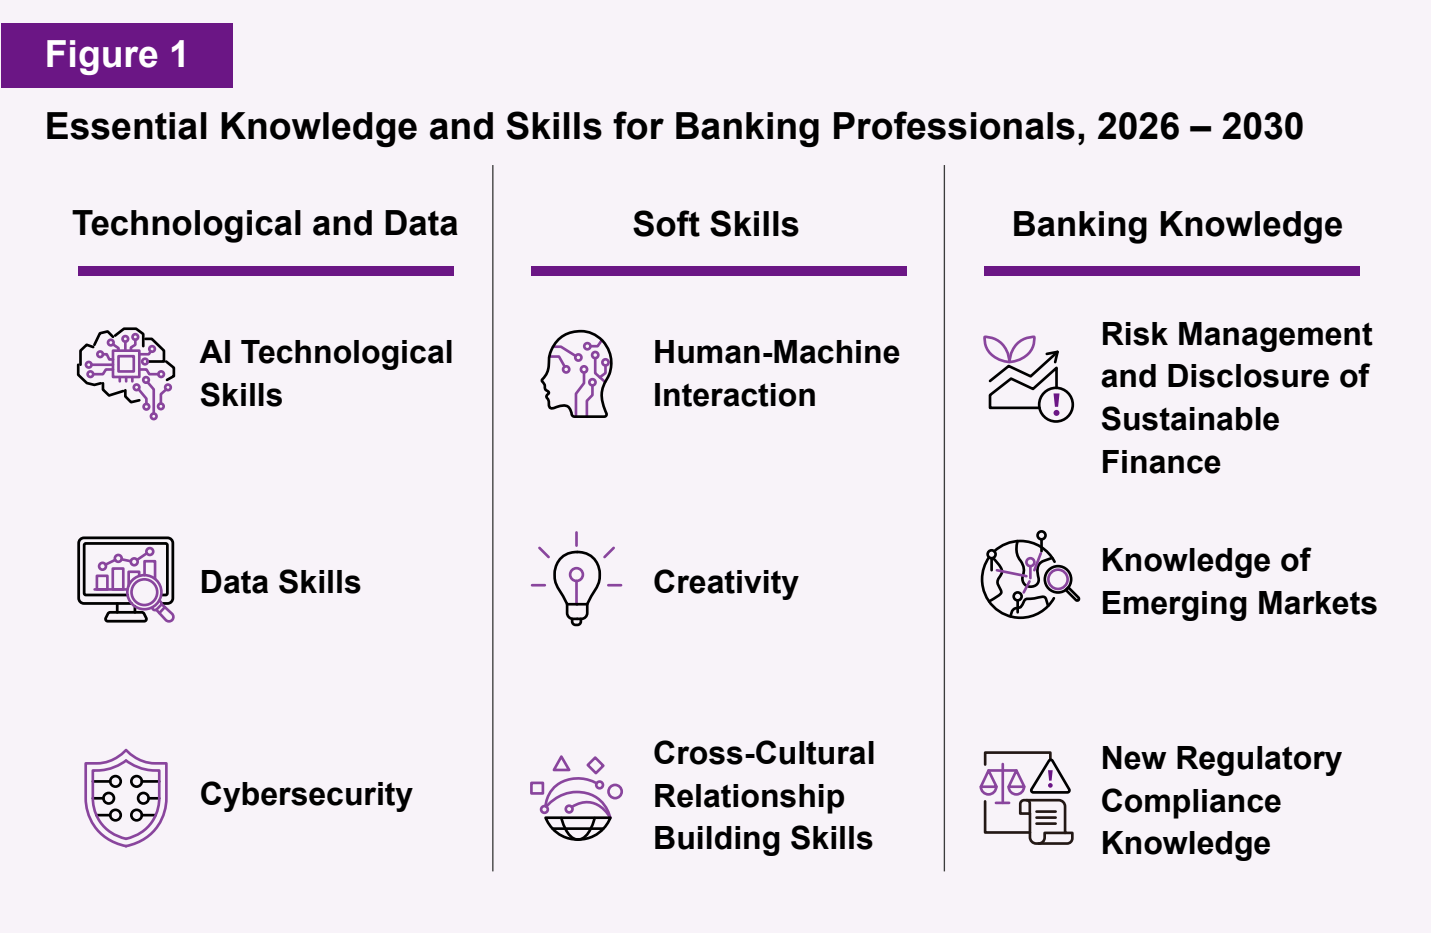 Figure 1
Essential Knowledge and Skills for Banking Professionals, 2026 – 2030
Technological and Data
AI Technological
Skills
Data Skills
Cybersecurity
Soft Skills
Human-Machine
Interaction
Creativity
Cross-Cultural
Relationship
Building Skills
Banking Knowledge
Risk Management
and Disclosure of
Sustainable
Finance
Knowledge of
Emerging Markets
New Regulatory
Compliance
Knowledge